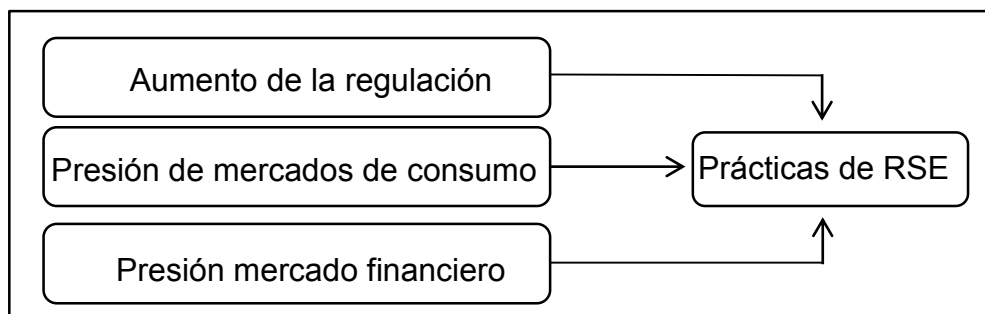 Aumento de la regulación
Presión de mercados de consumo
Prácticas de RSE
Presión mercado financiero